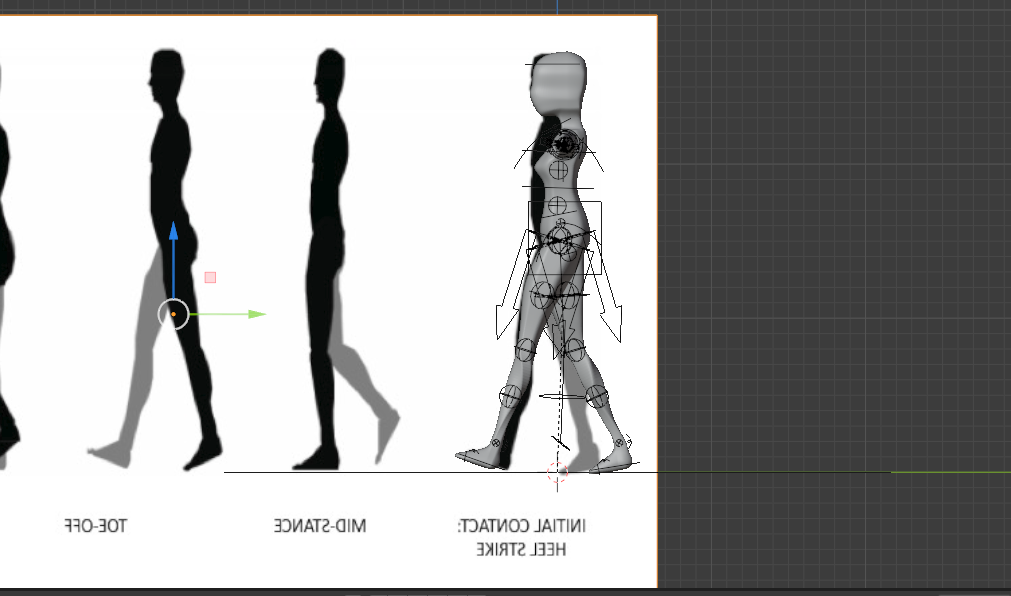 TOE-OFF
MID-STANCE
INITIAL CONTACT:
HEEL STRIKE